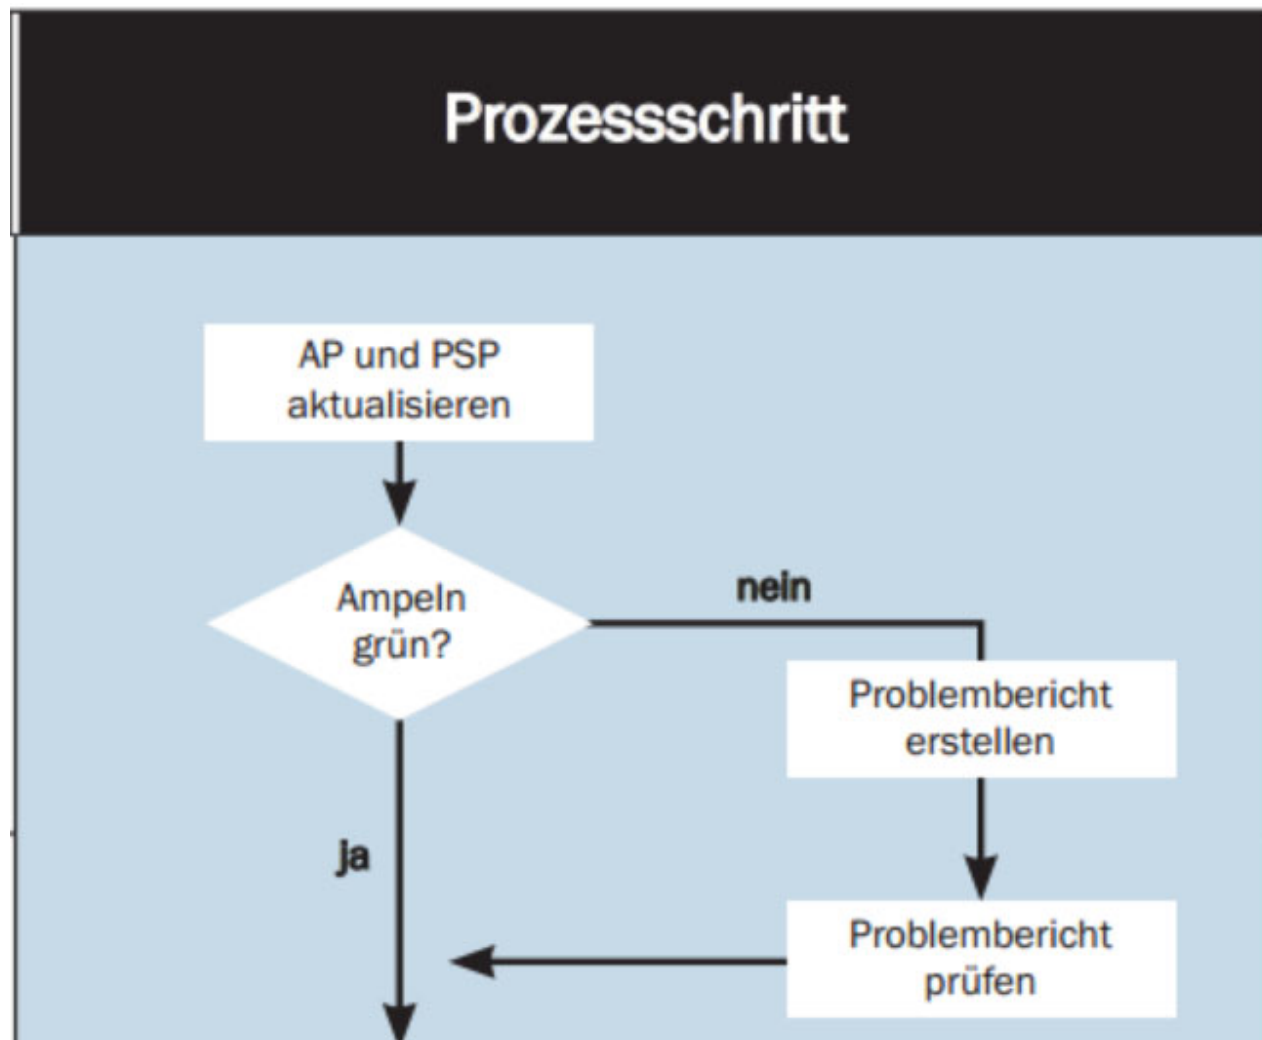 Prozessschritt
AP und PSP
aktualisieren
Ampeln
grün?
nein
Problembericht
erstellen
ja
Problembericht
prüfen